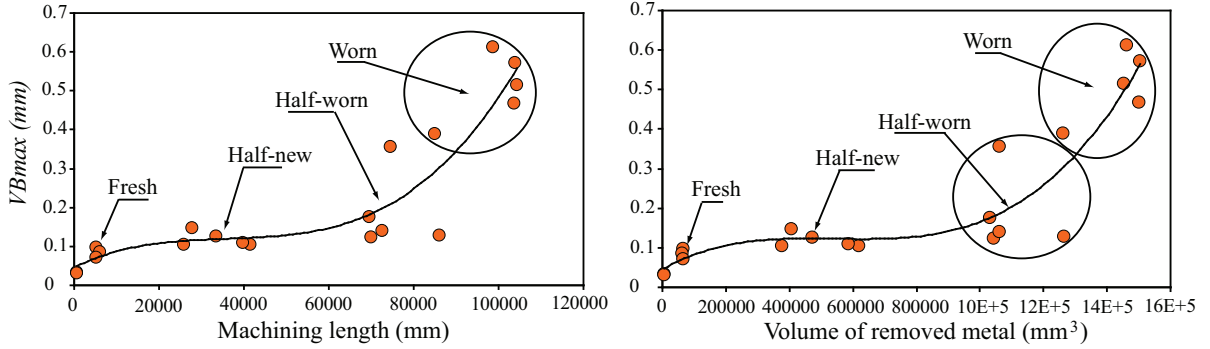 0.7
0.6
0.5
0.4
0.3
0.2
0.1
0
VBmax (mm)
Worn
Half-worn
Half-new
Fresh
0 20000 40000 60000 80000 100000 120000
Machining length (mm)
0.7
0.6
0.5
0.4
0.3
0.2
0.1
0
Worn
Half-worn
Half-new
Fresh
0 200000 400000 600000 800000 10E+5 12E+5 14E+5 16E+5
Volume of removed metal (mm³)